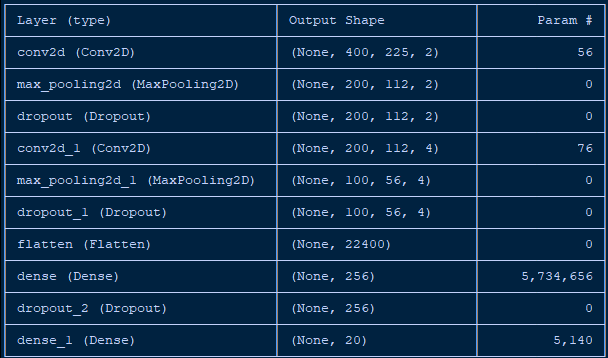 Layer (type) Output Shape Param #
conv2d (Conv2D) (None, 400, 225, 2) 56
max_pooling2d (MaxPooling2D) (None, 200, 112, 2) 0
dropout (Dropout) (None, 200, 112, 2) 0
conv2d_1 (Conv2D) (None, 200, 112, 4) 76
max_pooling2d_1 (MaxPooling2D) (None, 100, 56, 4) 0
dropout_1 (Dropout) (None, 100, 56, 4) 0
flatten (Flatten) (None, 22400) 0
dense (Dense) (None, 256) 5,734,656
dropout_2 (Dropout) (None, 256) 0
dense_1 (Dense) (None, 20) 5,140